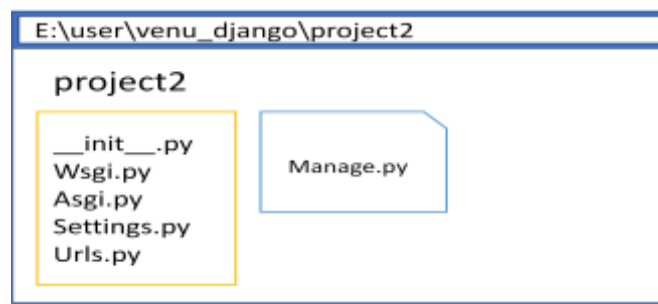 E:\user\venu_django\project2
project2
__init__.py
Wsgi.py
Asgi.py
Settings.py
Urls.py
Manage.py